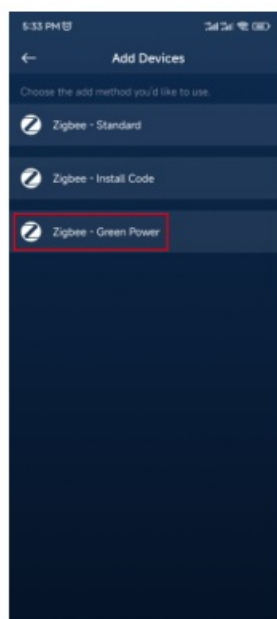 5:33 PM
Add Devices
Choose the add method you'd like to use.
Zigbee - Standard
Zigbee - Install Code
Zigbee - Green Power